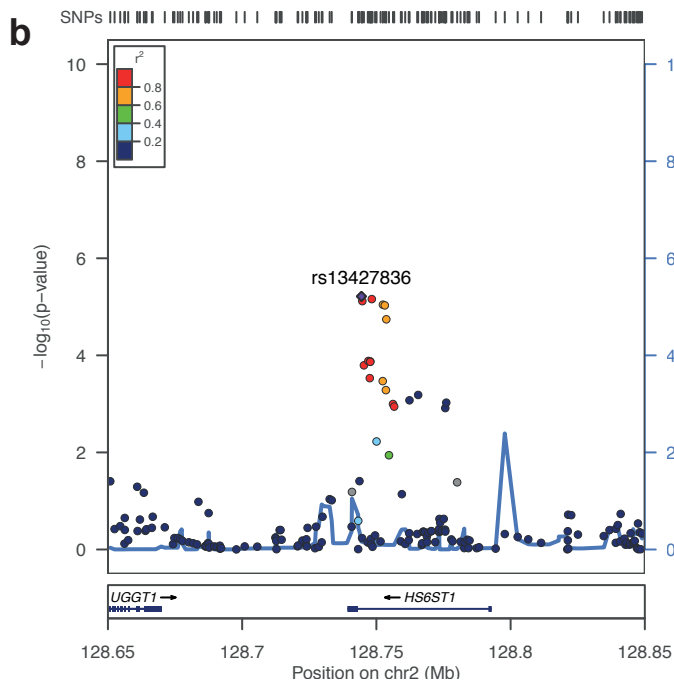 b
SNPs
r2
0.8
0.6
0.4
0.2
10
8
6
4
2
0
−log10(p−value)
rs13427836
UGGT1
HS6ST1
128.65 128.7 128.75 128.8 128.85
Position on chr2 (Mb)